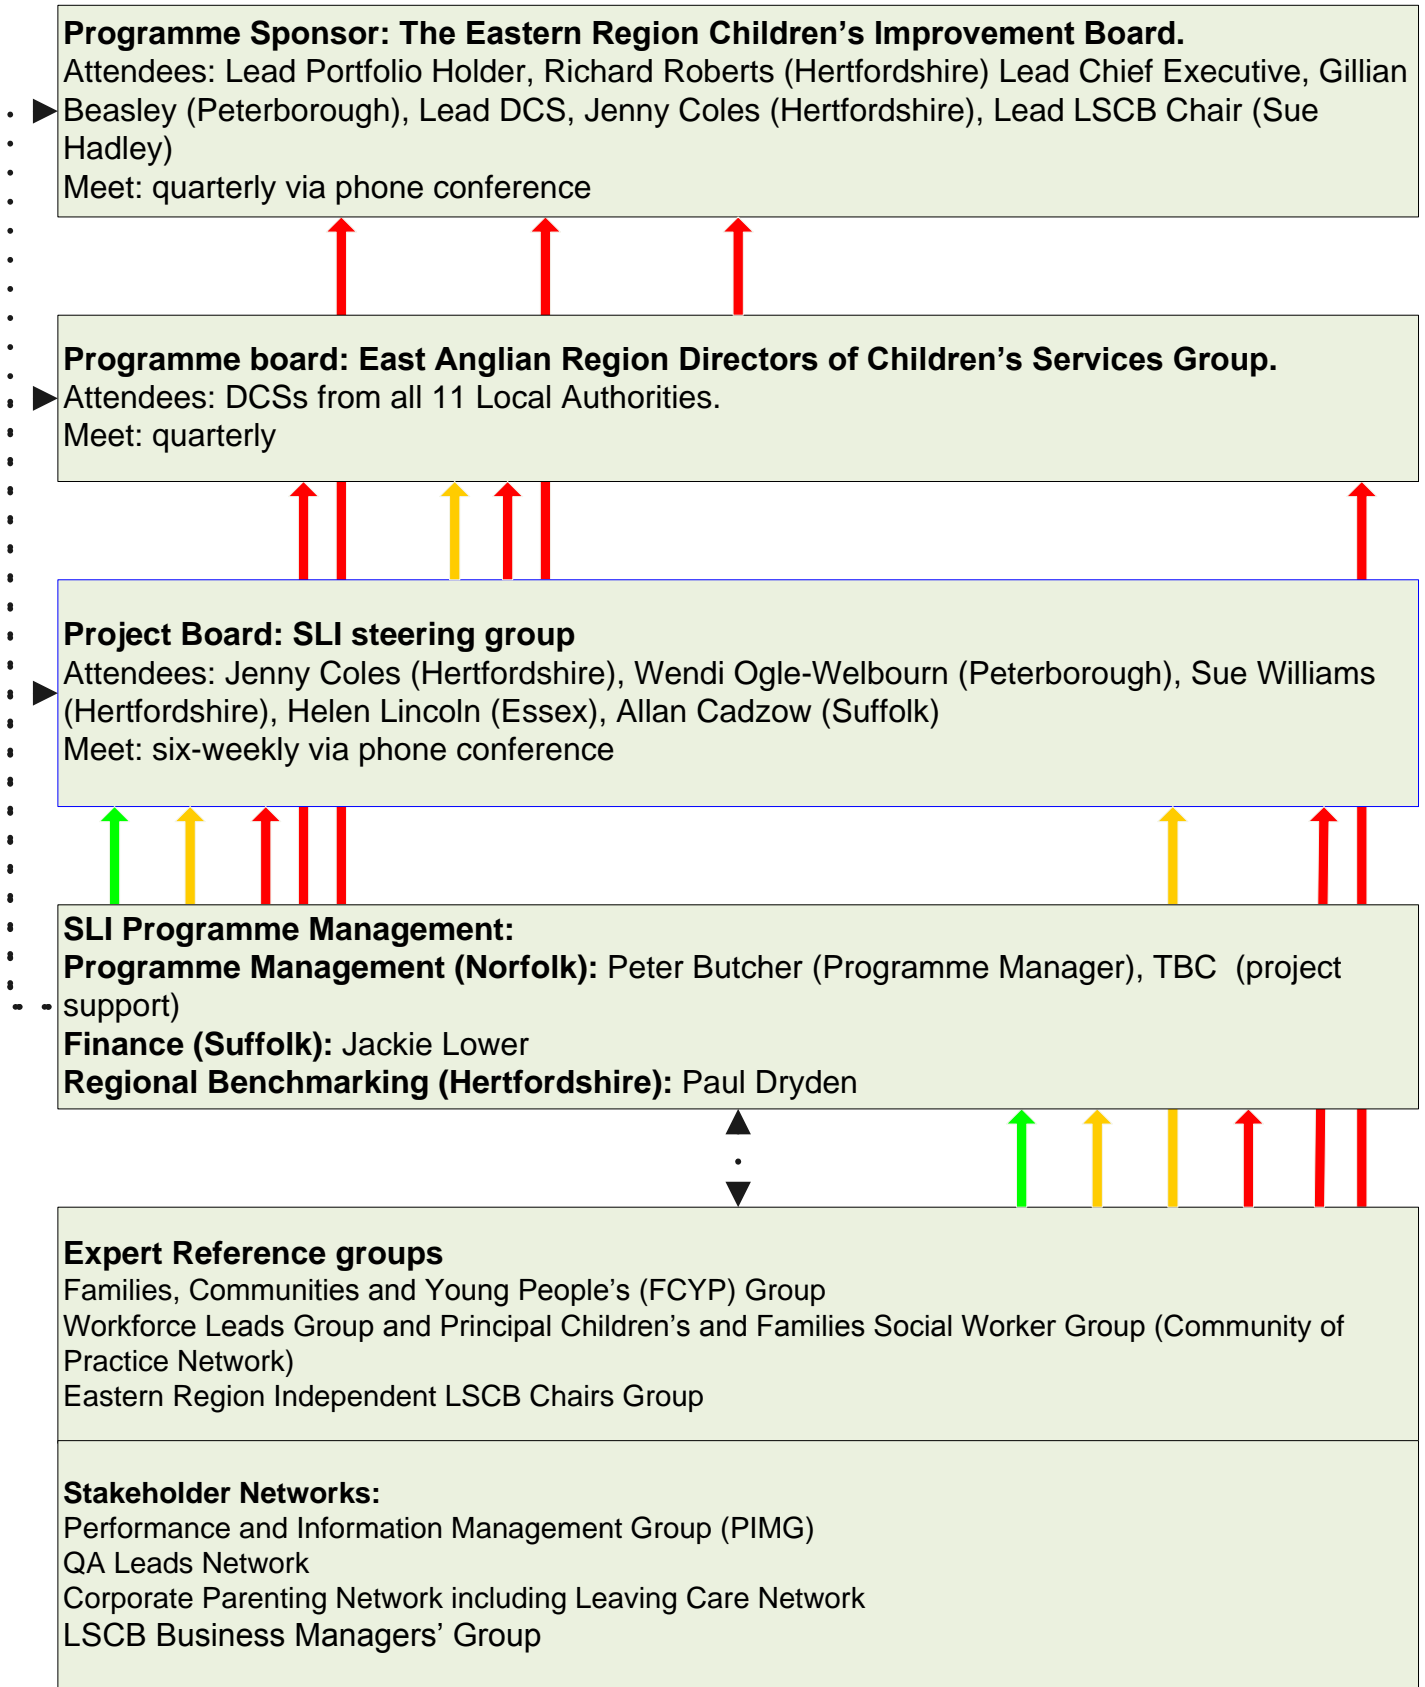 Programme Sponsor: The Eastern Region Children’s Improvement Board.
Attendees: Lead Portfolio Holder, Richard Roberts (Hertfordshire) Lead Chief Executive, Gillian
Beasley (Peterborough), Lead DCS, Jenny Coles (Hertfordshire), Lead LSCB Chair (Sue
Hadley)
Meet: quarterly via phone conference
Programme board: East Anglian Region Directors of Children’s Services Group.
Attendees: DCSs from all 11 Local Authorities.
Meet: quarterly
Project Board: SLI steering group
Attendees: Jenny Coles (Hertfordshire), Wendi Ogle-Welbourn (Peterborough), Sue Williams
(Hertfordshire), Helen Lincoln (Essex), Allan Cadzow (Suffolk)
Meet: six-weekly via phone conference
SLI Programme Management:
Programme Management (Norfolk): Peter Butcher (Programme Manager), TBC (project
support)
Finance (Suffolk): Jackie Lower
Regional Benchmarking (Hertfordshire): Paul Dryden
Expert Reference groups
Families, Communities and Young People’s (FCYP) Group
Workforce Leads Group and Principal Children’s and Families Social Worker Group (Community of
Practice Network)
Eastern Region Independent LSCB Chairs Group
Stakeholder Networks:
Performance and Information Management Group (PIMG)
QA Leads Network
Corporate Parenting Network including Leaving Care Network
LSCB Business Managers’ Group